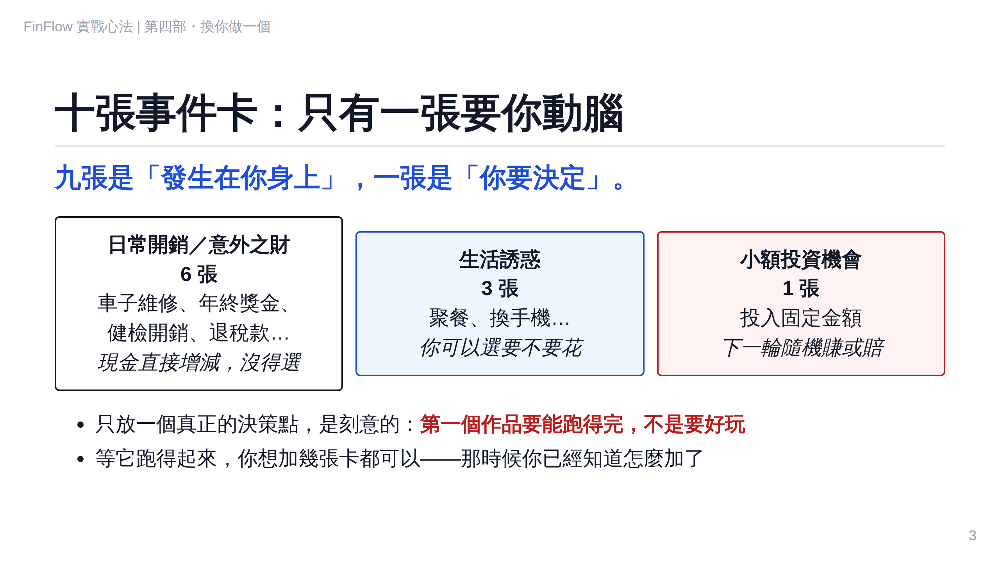 FinFlow 實戰心法 | 第四部・換你做一個
十張事件卡：只有一張要你動腦
九張是「發生在你身上」，一張是「你要決定」。
日常開銷／意外之財
6 張
車子維修、年終獎金、
健檢開銷、退稅款…
現金直接增減，沒得選
生活誘惑
3 張
聚餐、換手機…
你可以選要不要花
小額投資機會
1 張
投入固定金額
下一輪隨機賺或賠
• 只放一個真正的決策點，是刻意的：第一個作品要能跑得完，不是要好玩
• 等它跑得起來，你想加幾張卡都可以——那時候你已經知道怎麼加了
3